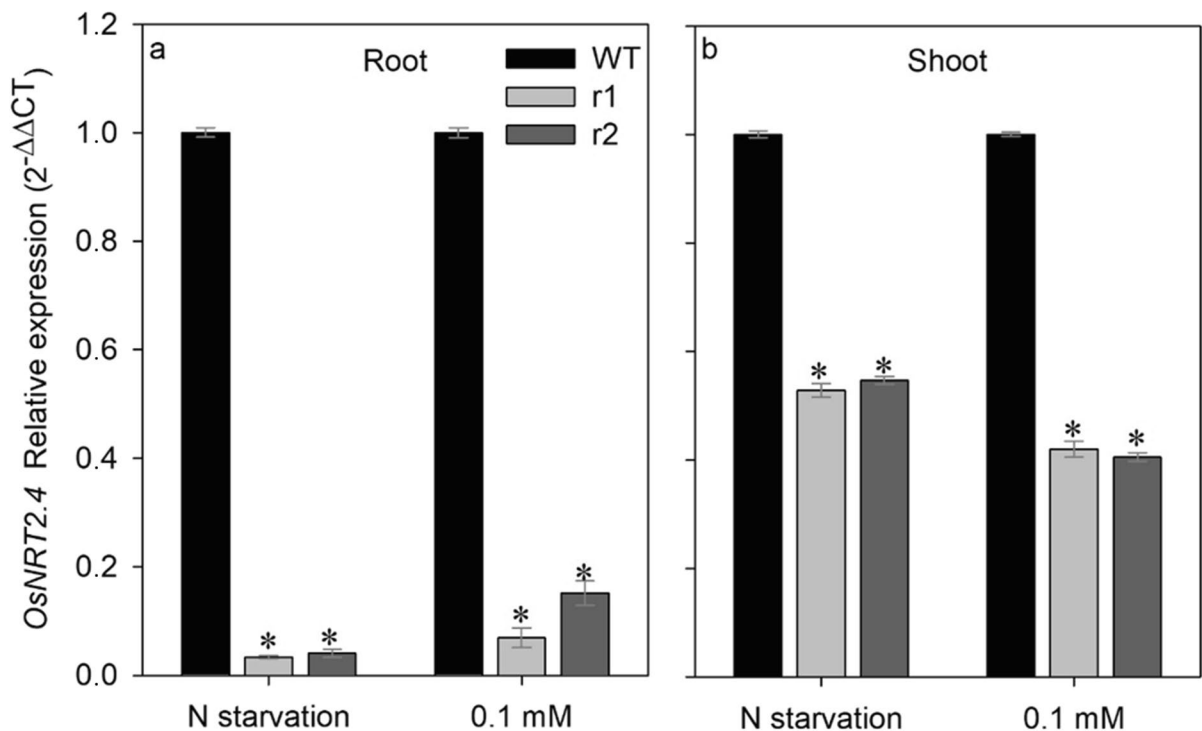 OsNRT2.4 Relative expression (2-ΔΔCT)
1.2
1.0
0.8
0.6
0.4
0.2
0.0
a
Root
WT
r1
r2
* *
* *
N starvation 0.1 mM
b
Shoot
* *
* *
N starvation 0.1 mM